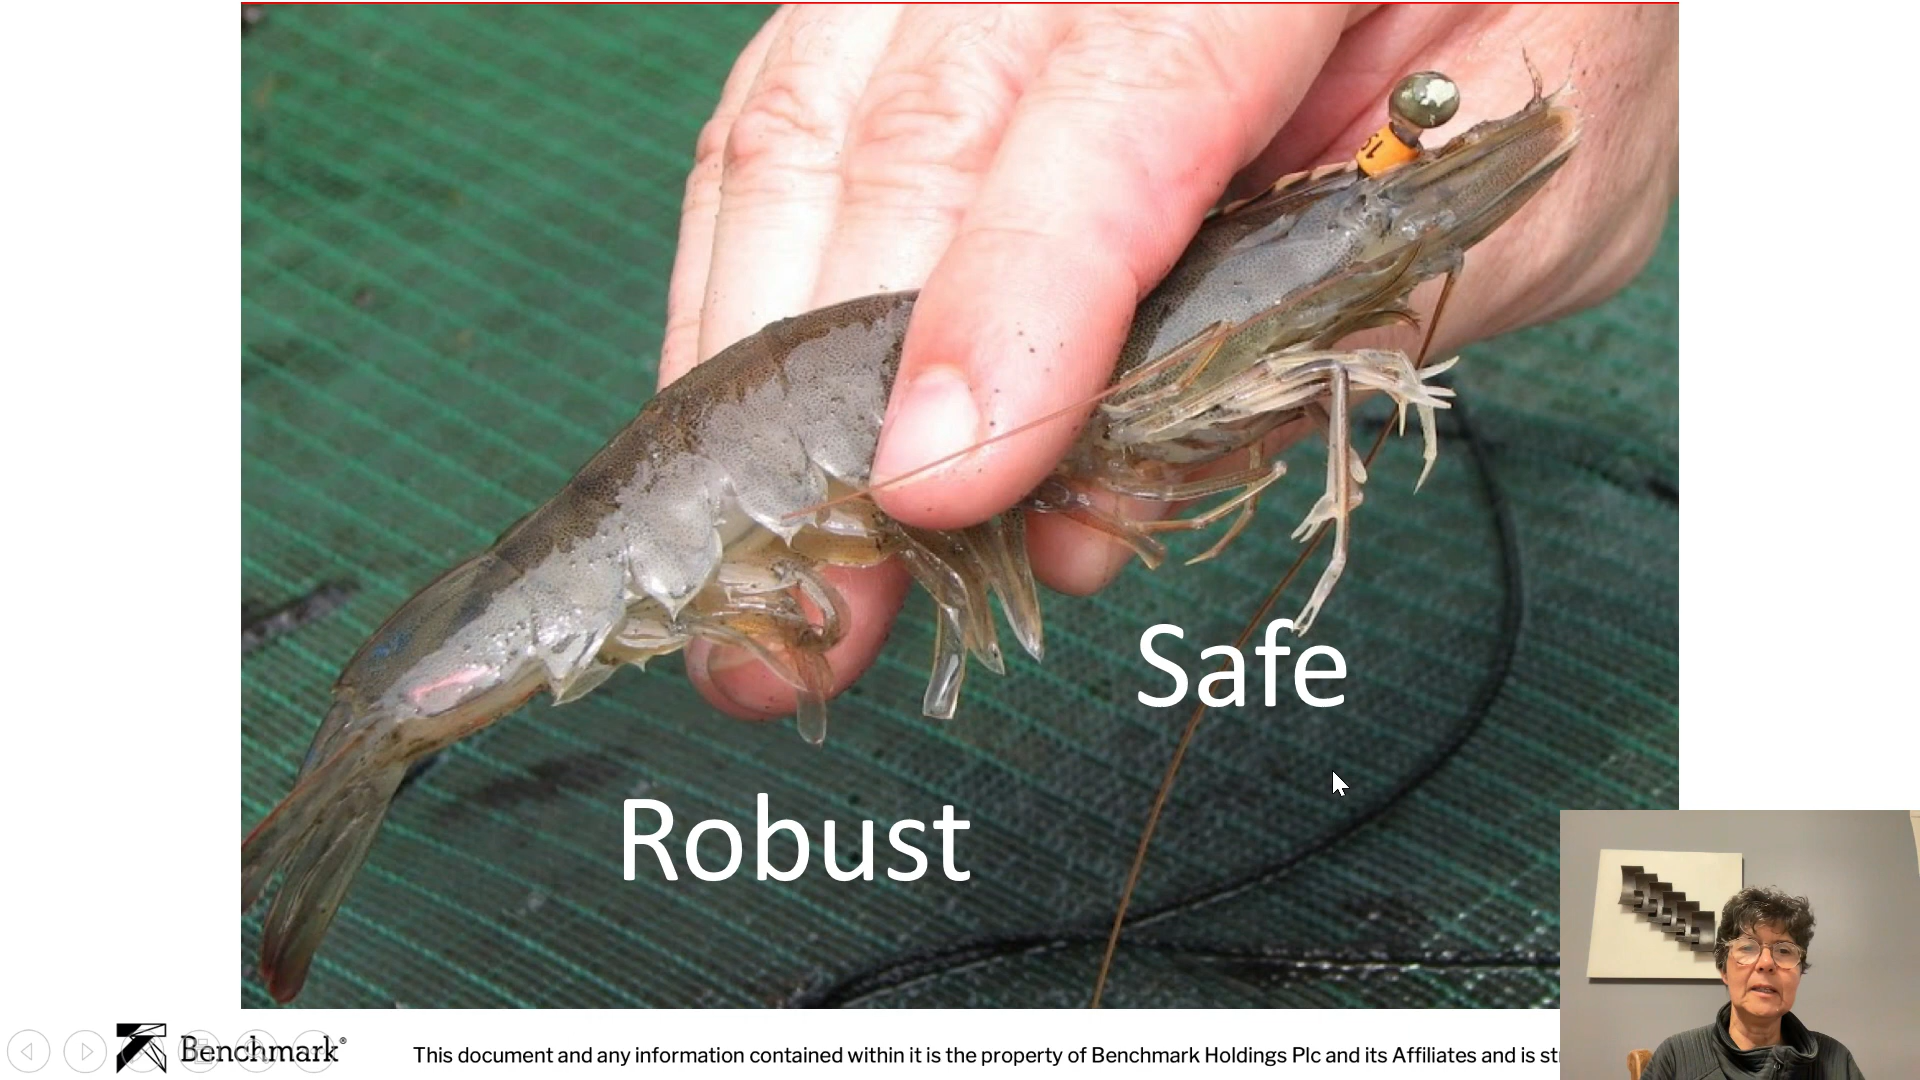 Safe
Robust
Benchmark®
This document and any information contained within it is the property of Benchmark Holdings Plc and its Affiliates and is